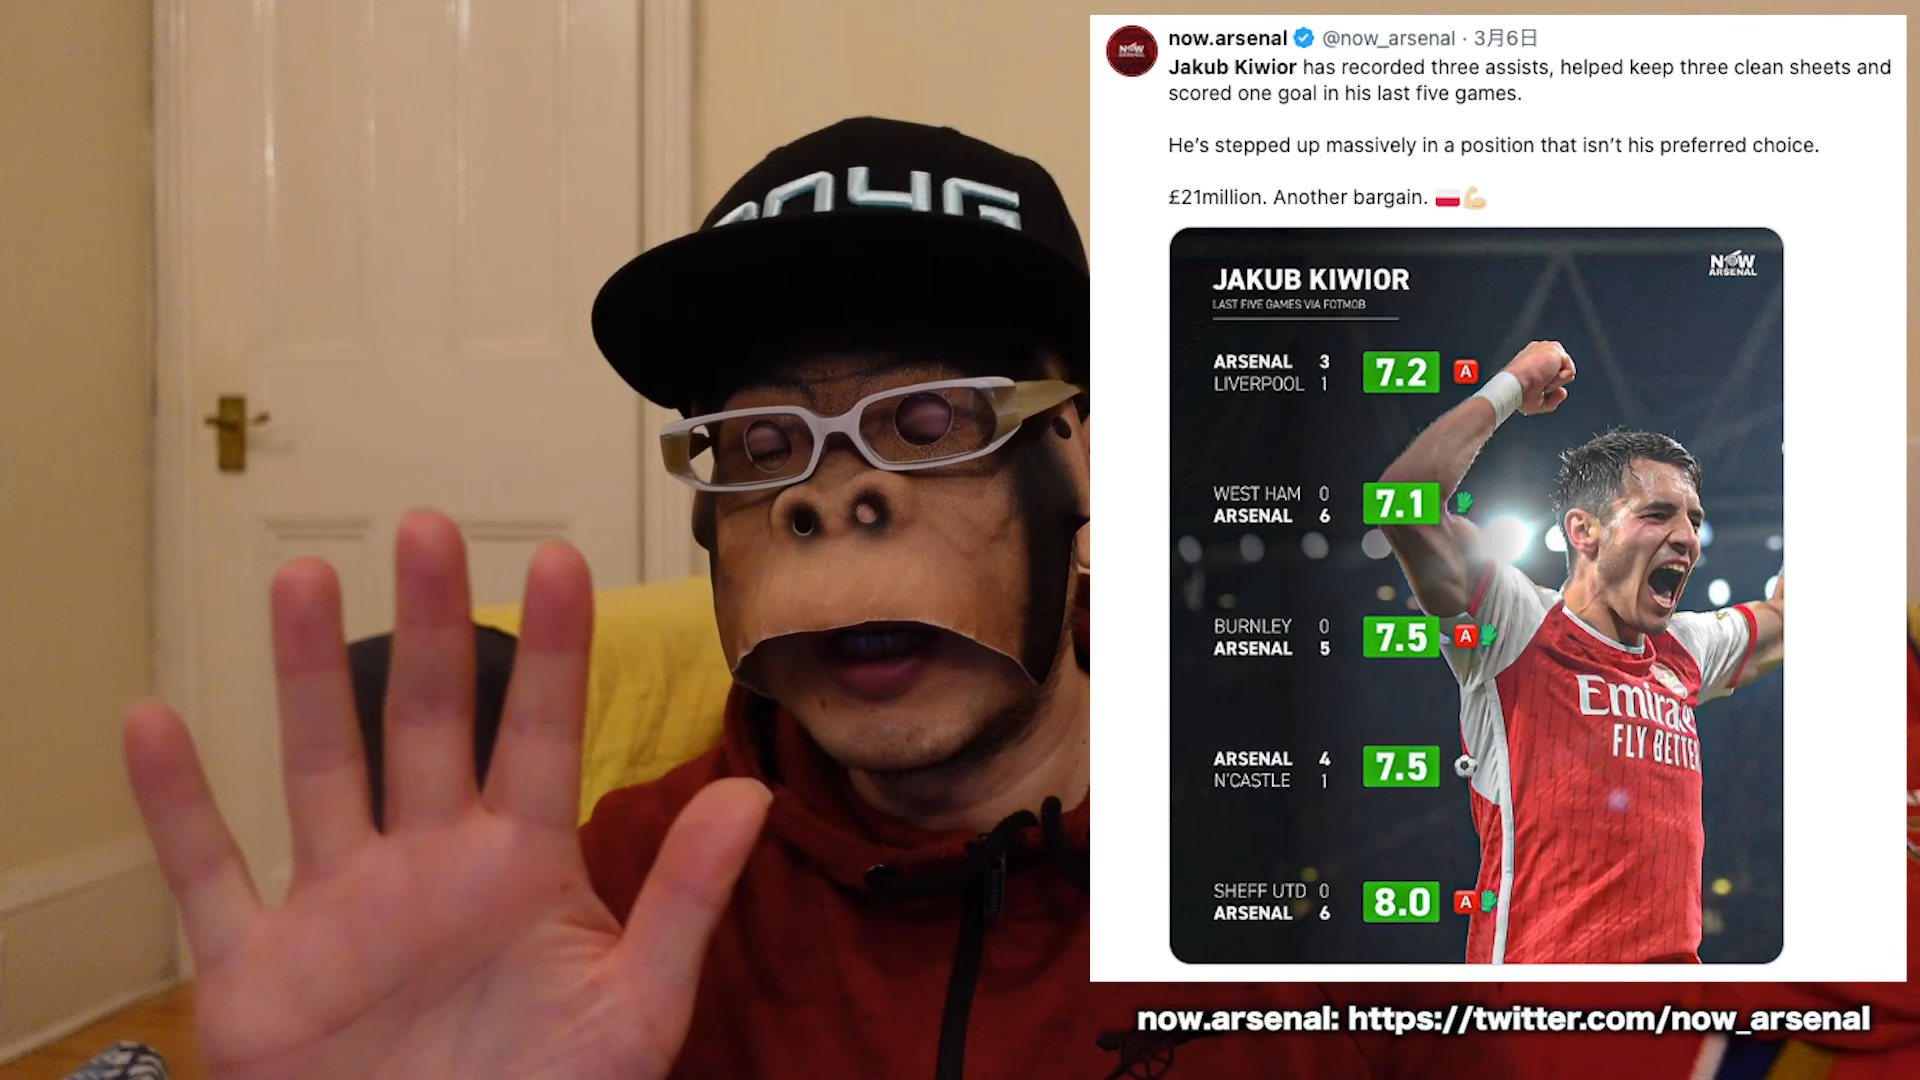 now.arsenal @now_arsenal · 3月6日
Jakub Kiwior has recorded three assists, helped keep three clean sheets and
scored one goal in his last five games.
He's stepped up massively in a position that isn't his preferred choice.
£21million. Another bargain.
NOW
ARSENAL
JAKUB KIWIOR
LAST FIVE GAMES VIA FOTMOB
ARSENAL 3
LIVERPOOL 1
7.2 A
WEST HAM 0
ARSENAL 6
7.1
BURNLEY 0
ARSENAL 5
7.5 A
ARSENAL 4
N'CASTLE 1
7.5
SHEFF UTD 0
ARSENAL 6
8.0 A
Emirates
FLY BETTER
now.arsenal: https://twitter.com/now_arsenal